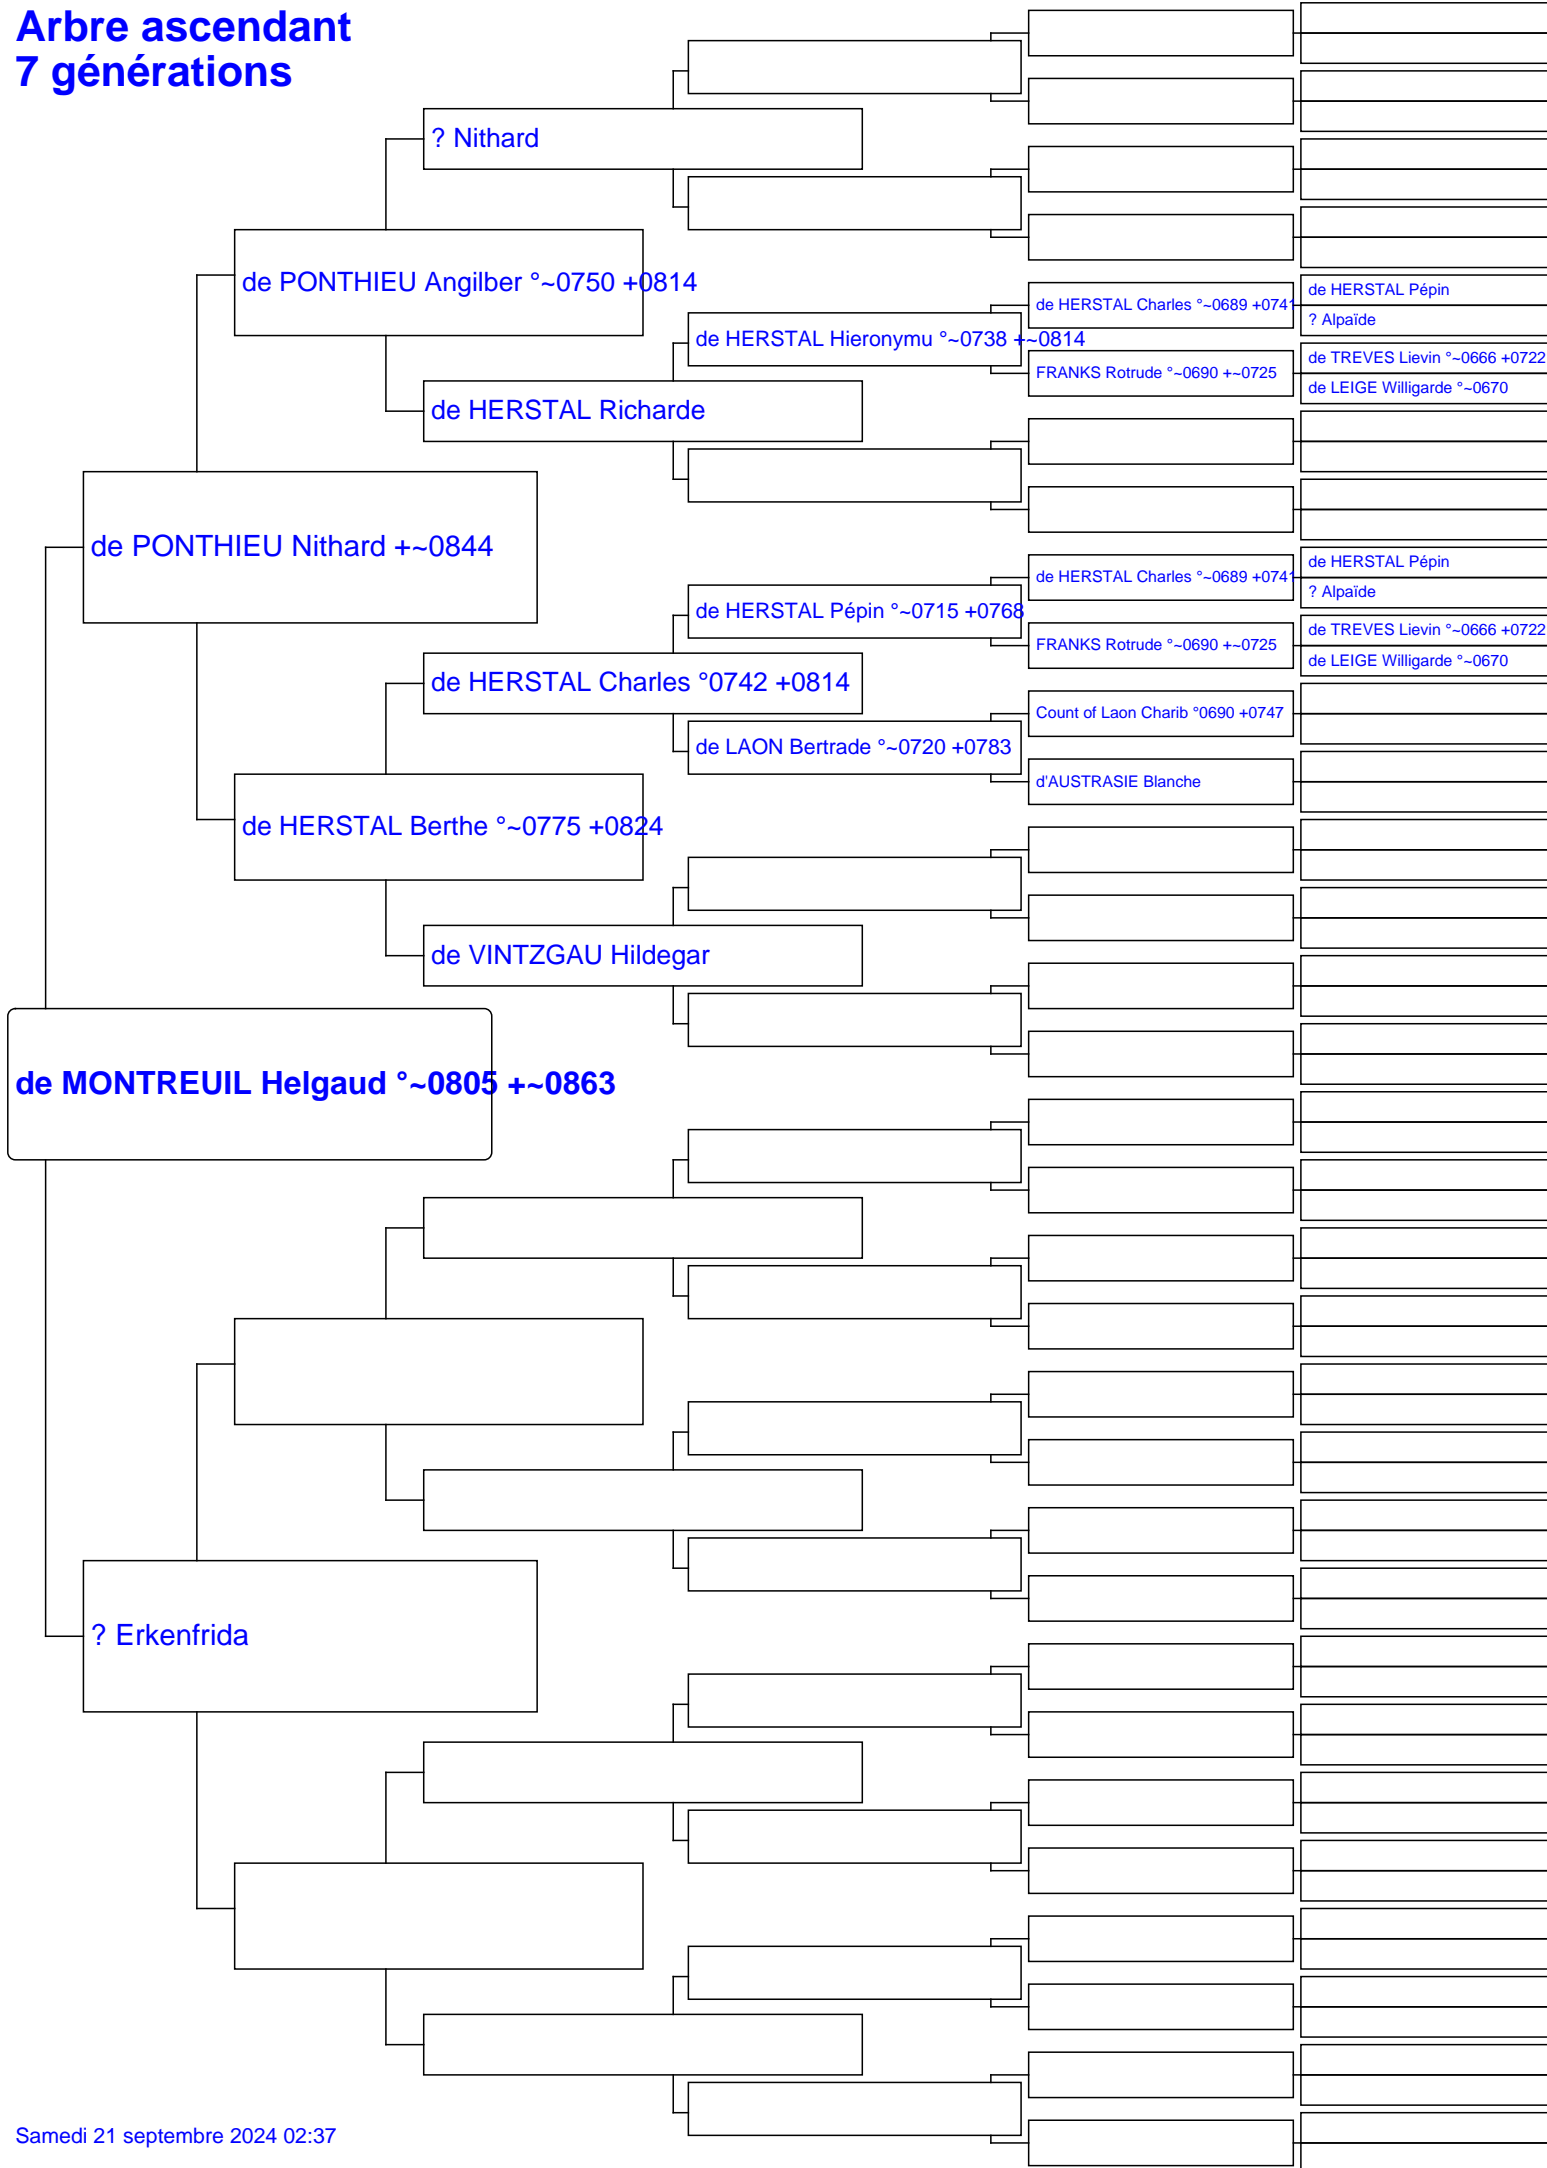 Arbre ascendant
7 générations
? Nithard
de PONTHIEU Angilber °~0750 +0814
de HERSTAL Hieronymu °~0738 +~0814
de HERSTAL Charles °~0689 +0741
de HERSTAL Pépin
? Alpaïde
FRANKS Rotrude °~0690 +~0725
de TREVES Lievin °~0666 +0722
de LEIGE Willigarde °~0670
de HERSTAL Richarde
de PONTHIEU Nithard +~0844
de HERSTAL Charles °~0689 +0741
de HERSTAL Pépin
? Alpaïde
de HERSTAL Pépin °~0715 +0768
FRANKS Rotrude °~0690 +~0725
de TREVES Lievin °~0666 +0722
de LEIGE Willigarde °~0670
de HERSTAL Charles °0742 +0814
Count of Laon Charib °0690 +0747
de LAON Bertrade °~0720 +0783
d'AUSTRASIE Blanche
de HERSTAL Berthe °~0775 +0824
de VINTZGAU Hildegar
de MONTREUIL Helgaud °~0805 +~0863
? Erkenfrida
Samedi 21 septembre 2024 02:37